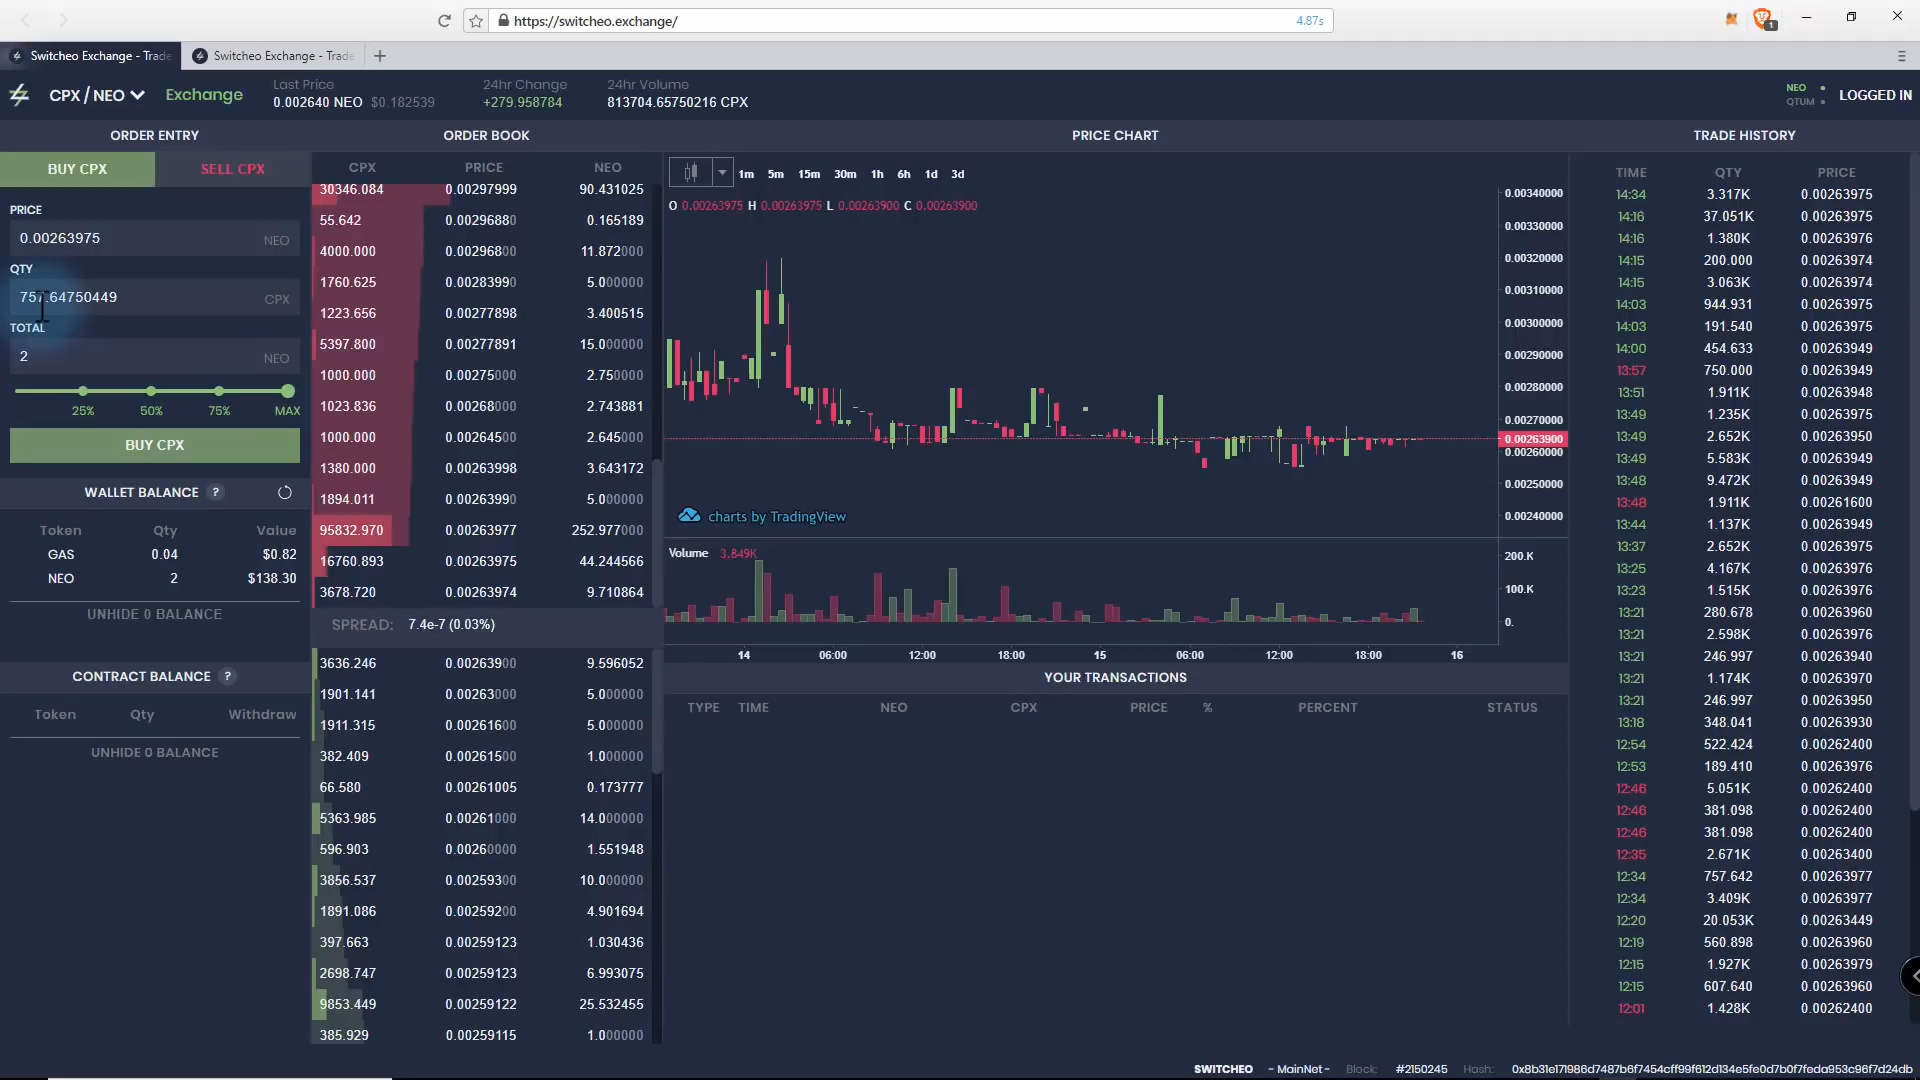 https://switcheo.exchange/
4.87s
1
Switcheo Exchange - Trade
Switcheo Exchange - Trade
CPX / NEO
Exchange
Last Price
0.002640 NEO $0.182539
24hr Change
+279.958784
24hr Volume
813704.65750216 CPX
NEO
QTUM
LOGGED IN
ORDER ENTRY
BUY CPX
SELL CPX
PRICE
0.00263975 NEO
QTY
757.64750449 CPX
TOTAL
2 NEO
25% 50% 75% MAX
BUY CPX
WALLET BALANCE ?
Token Qty Value
GAS 0.04 $0.82
NEO 2 $138.30
UNHIDE 0 BALANCE
CONTRACT BALANCE ?
Token Qty Withdraw
UNHIDE 0 BALANCE
ORDER BOOK
CPX PRICE NEO
30346.084 0.00297999 90.431025
55.642 0.00296880 0.165189
4000.000 0.00296800 11.872000
1760.625 0.00283990 5.000000
1223.656 0.00277898 3.400515
5397.800 0.00277891 15.000000
1000.000 0.00275000 2.750000
1023.836 0.00268000 2.743881
1000.000 0.00264500 2.645000
1380.000 0.00263998 3.643172
1894.011 0.00263990 5.000000
95832.970 0.00263977 252.977000
16760.893 0.00263975 44.244566
3678.720 0.00263974 9.710864
SPREAD: 7.4e-7 (0.03%)
3636.246 0.00263900 9.596052
1901.141 0.00263000 5.000000
1911.315 0.00261600 5.000000
382.409 0.00261500 1.000000
66.580 0.00261005 0.173777
5363.985 0.00261000 14.000000
596.903 0.00260000 1.551948
3856.537 0.00259300 10.000000
1891.086 0.00259200 4.901694
397.663 0.00259123 1.030436
2698.747 0.00259123 6.993075
9853.449 0.00259122 25.532455
385.929 0.00259115 1.000000
PRICE CHART
1m 5m 15m 30m 1h 6h 1d 3d
O 0.00263975 H 0.00263975 L 0.00263900 C 0.00263900
0.00340000
0.00330000
0.00320000
0.00310000
0.00300000
0.00290000
0.00280000
0.00270000
0.00263900
0.00260000
0.00250000
0.00240000
charts by TradingView
Volume 3.849K
200.K
100.K
0.
14 06:00 12:00 18:00 15 06:00 12:00 18:00 16
YOUR TRANSACTIONS
TYPE TIME NEO CPX PRICE % PERCENT STATUS
TRADE HISTORY
TIME QTY PRICE
14:34 3.317K 0.00263975
14:16 37.051K 0.00263975
14:16 1.380K 0.00263976
14:15 200.000 0.00263974
14:15 3.063K 0.00263974
14:03 944.931 0.00263975
14:03 191.540 0.00263975
14:00 454.633 0.00263949
13:57 750.000 0.00263949
13:51 1.911K 0.00263948
13:49 1.235K 0.00263975
13:49 2.652K 0.00263950
13:49 5.583K 0.00263949
13:48 9.472K 0.00263949
13:48 1.911K 0.00261600
13:44 1.137K 0.00263949
13:37 2.652K 0.00263975
13:25 4.167K 0.00263976
13:23 1.515K 0.00263976
13:21 280.678 0.00263960
13:21 2.598K 0.00263976
13:21 246.997 0.00263940
13:21 1.174K 0.00263970
13:21 246.997 0.00263950
13:18 348.041 0.00263930
12:54 522.424 0.00262400
12:53 189.410 0.00263976
12:46 5.051K 0.00262400
12:46 381.098 0.00262400
12:46 381.098 0.00262400
12:35 2.671K 0.00263400
12:34 757.642 0.00263977
12:34 3.409K 0.00263977
12:20 20.053K 0.00263449
12:19 560.898 0.00263960
12:15 1.927K 0.00263979
12:15 607.640 0.00263960
12:01 1.428K 0.00262400
SWITCHEO - MainNet - Block: #2150245 Hash: 0x8b31e171986d7487b6f7454cff99f612d134e5fe0d7b0f7feda953c96f7d24db